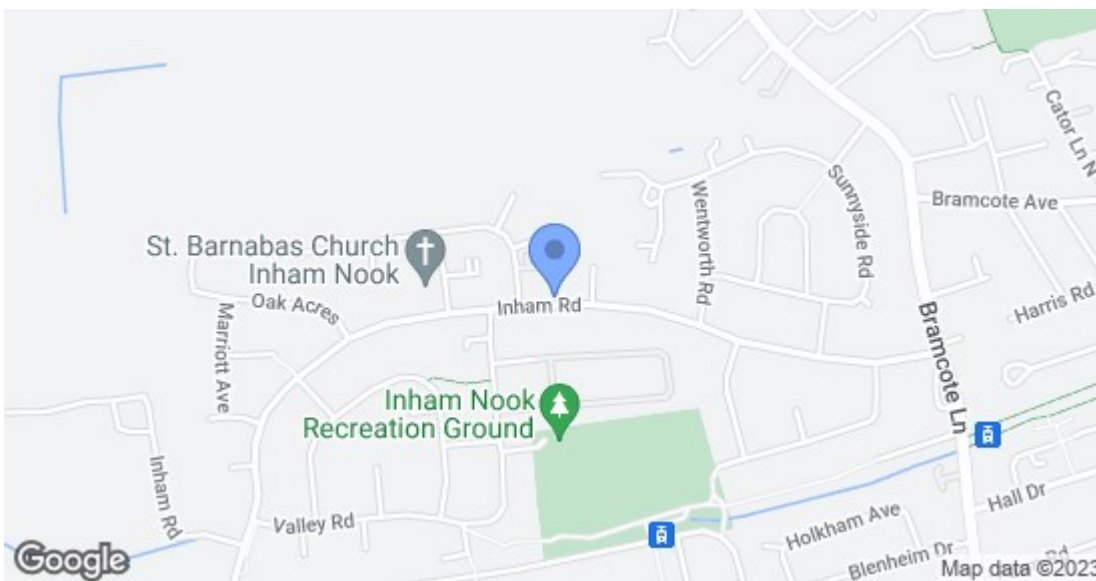 Cator Ln N
Bramcote Ave
Sunnyside Rd
Wentworth Rd
St. Barnabas Church
Inham Nook
Oak Acres
Inham Rd
Marriott Ave
Harris Rd
Bramcote Ln
Inham Nook
Recreation Ground
Inham Rd
Valley Rd
Hall Dr
Holkham Ave
Blenheim Dr
Rd
Google
Map data ©2023